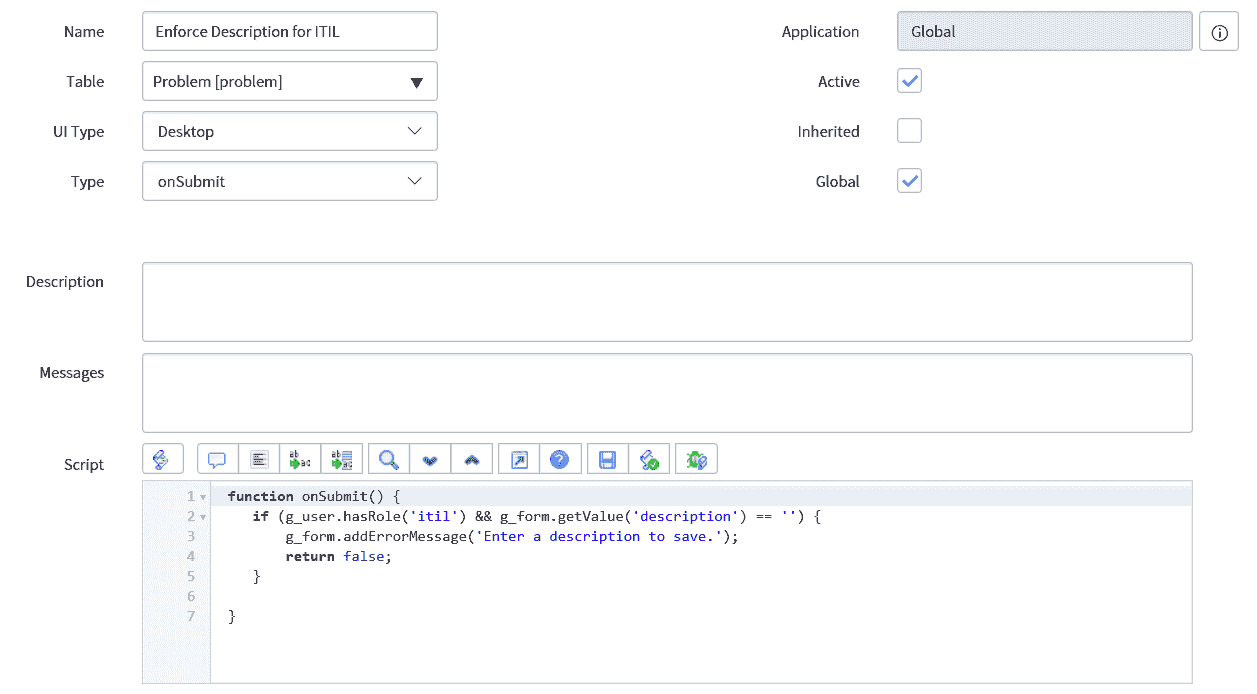 Name Enforce Description for ITIL Application Global
Table Problem [problem] Active
UI Type Desktop Inherited
Type onSubmit Global
Description
Messages
Script
1 function onSubmit() {
2 if (g_user.hasRole('itil') && g_form.getValue('description') == '') {
3 g_form.addErrorMessage('Enter a description to save.');
4 return false;
5 }
6
7 }